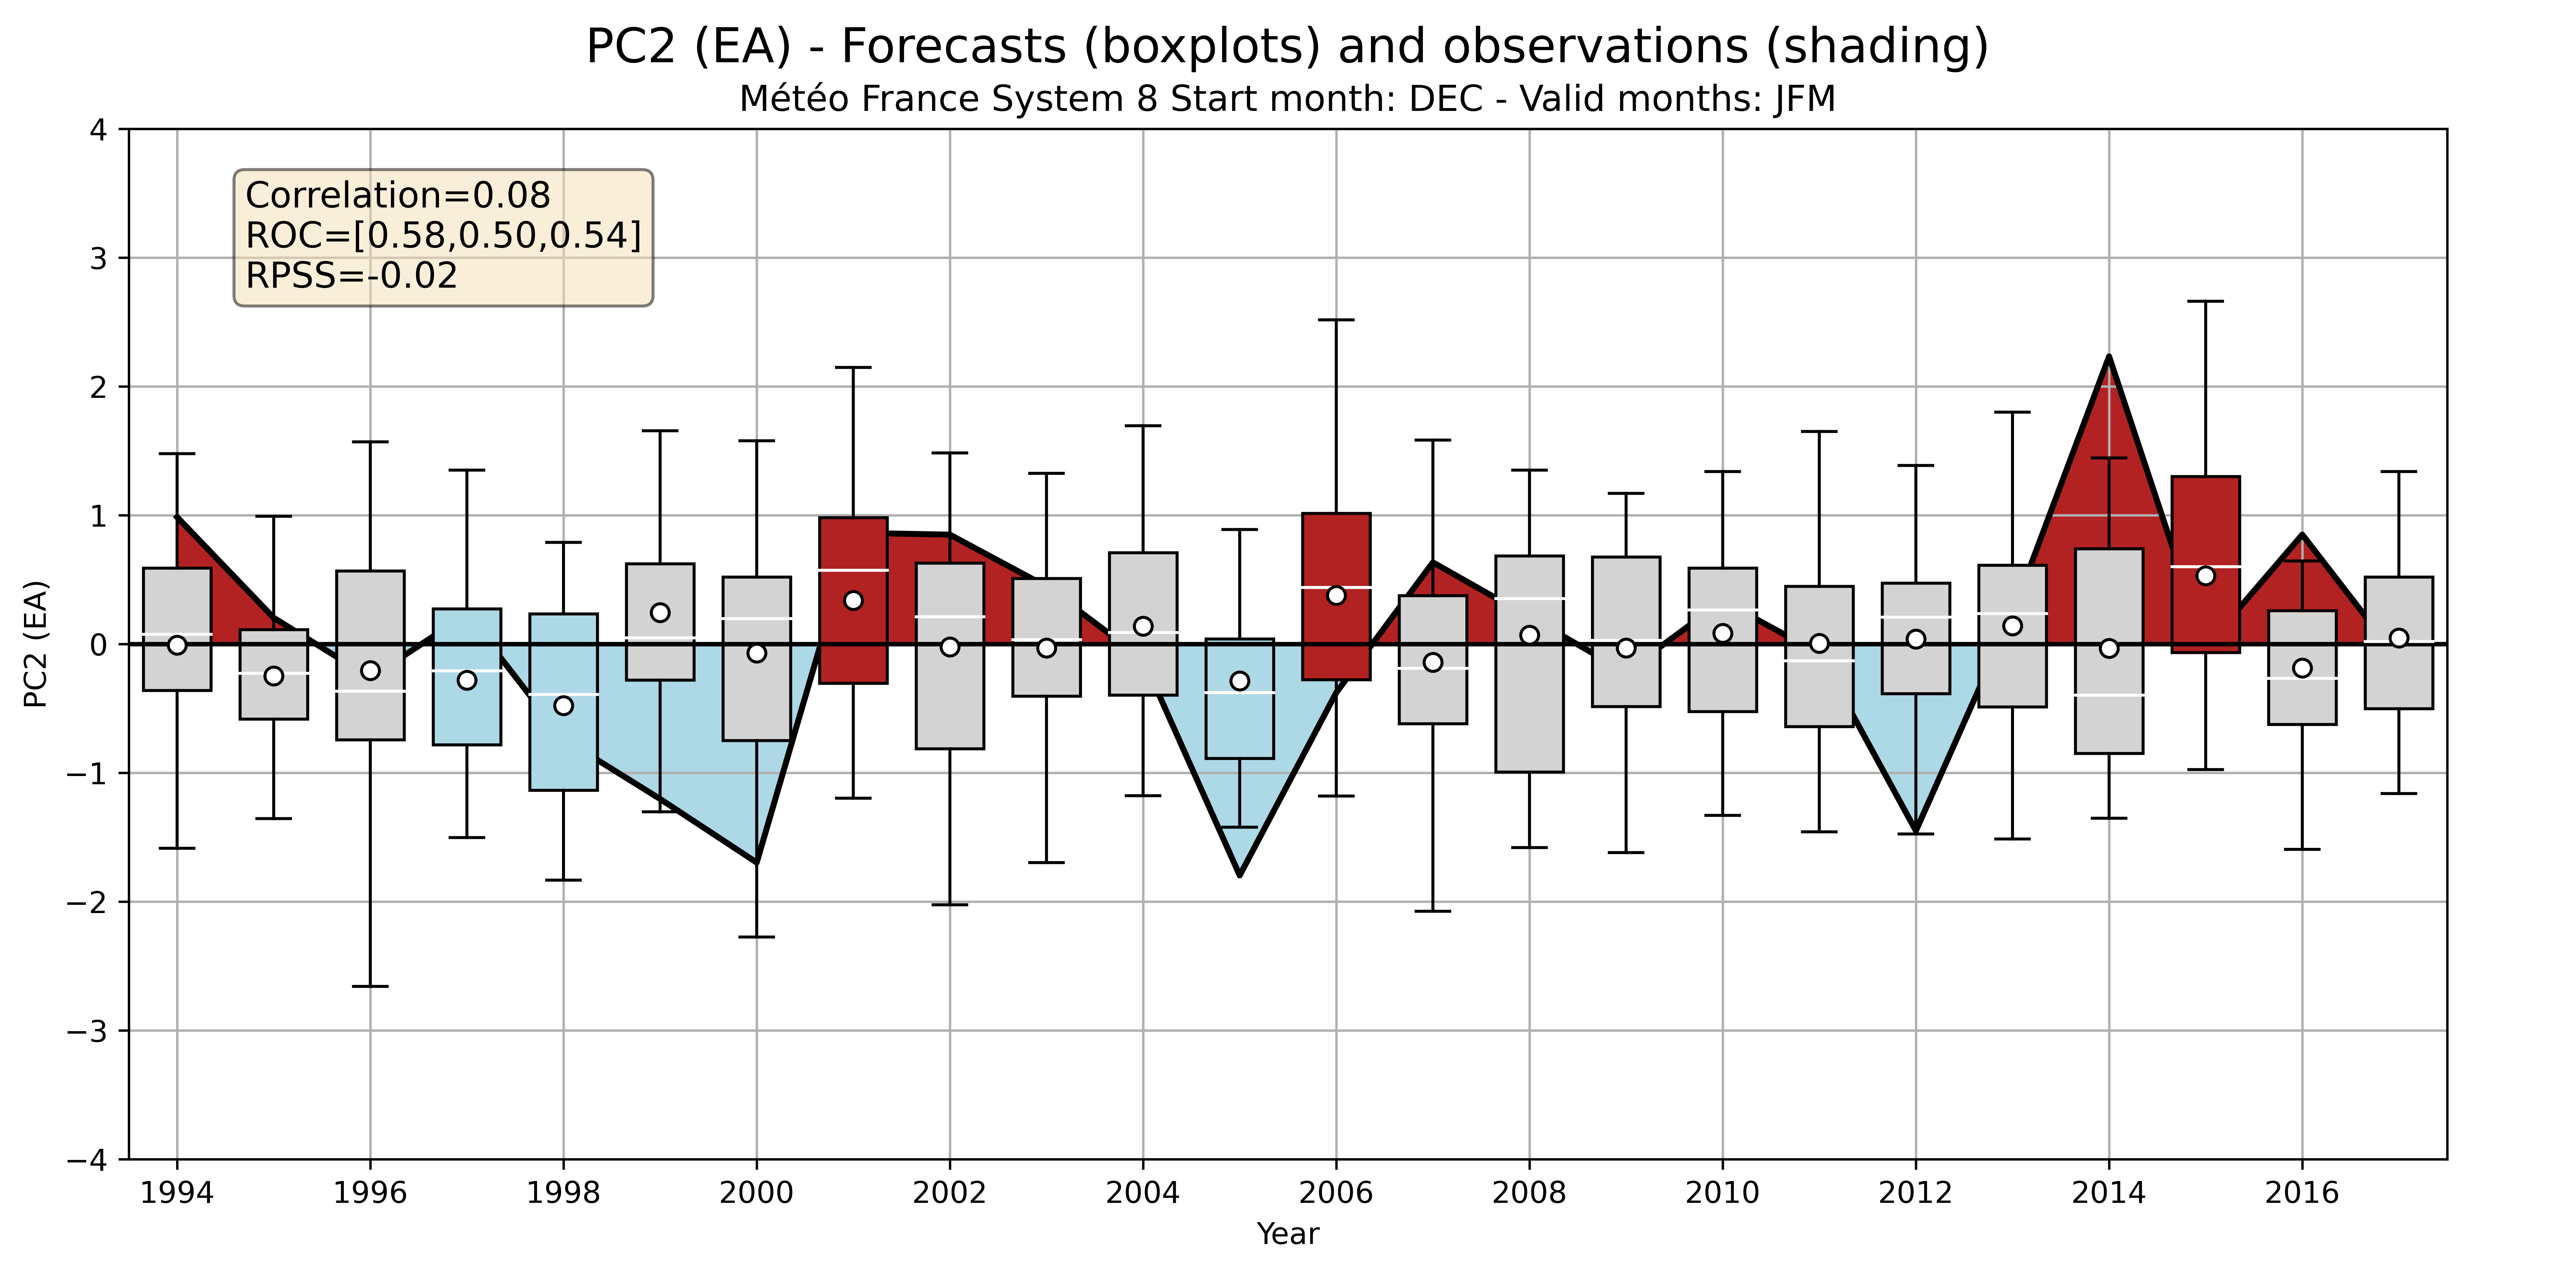 PC2 (EA) - Forecasts (boxplots) and observations (shading)
Météo France System 8 Start month: DEC - Valid months: JFM
Correlation=0.08
ROC=[0.58,0.50,0.54]
RPSS=-0.02
PC2 (EA)
4
3
2
1
0
−1
−2
−3
−4
1994 1996 1998 2000 2002 2004 2006 2008 2010 2012 2014 2016
Year